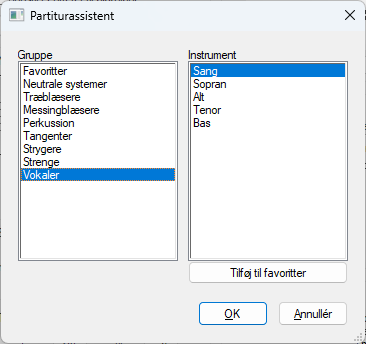 Partiturassistent
Gruppe
Favoritter
Neutrale systemer
Træblæsere
Messingblæsere
Perkussion
Tangenter
Strygere
Strenge
Vokaler
Instrument
Sang
Sopran
Alt
Tenor
Bas
Tilføj til favoritter
OK
Annullér